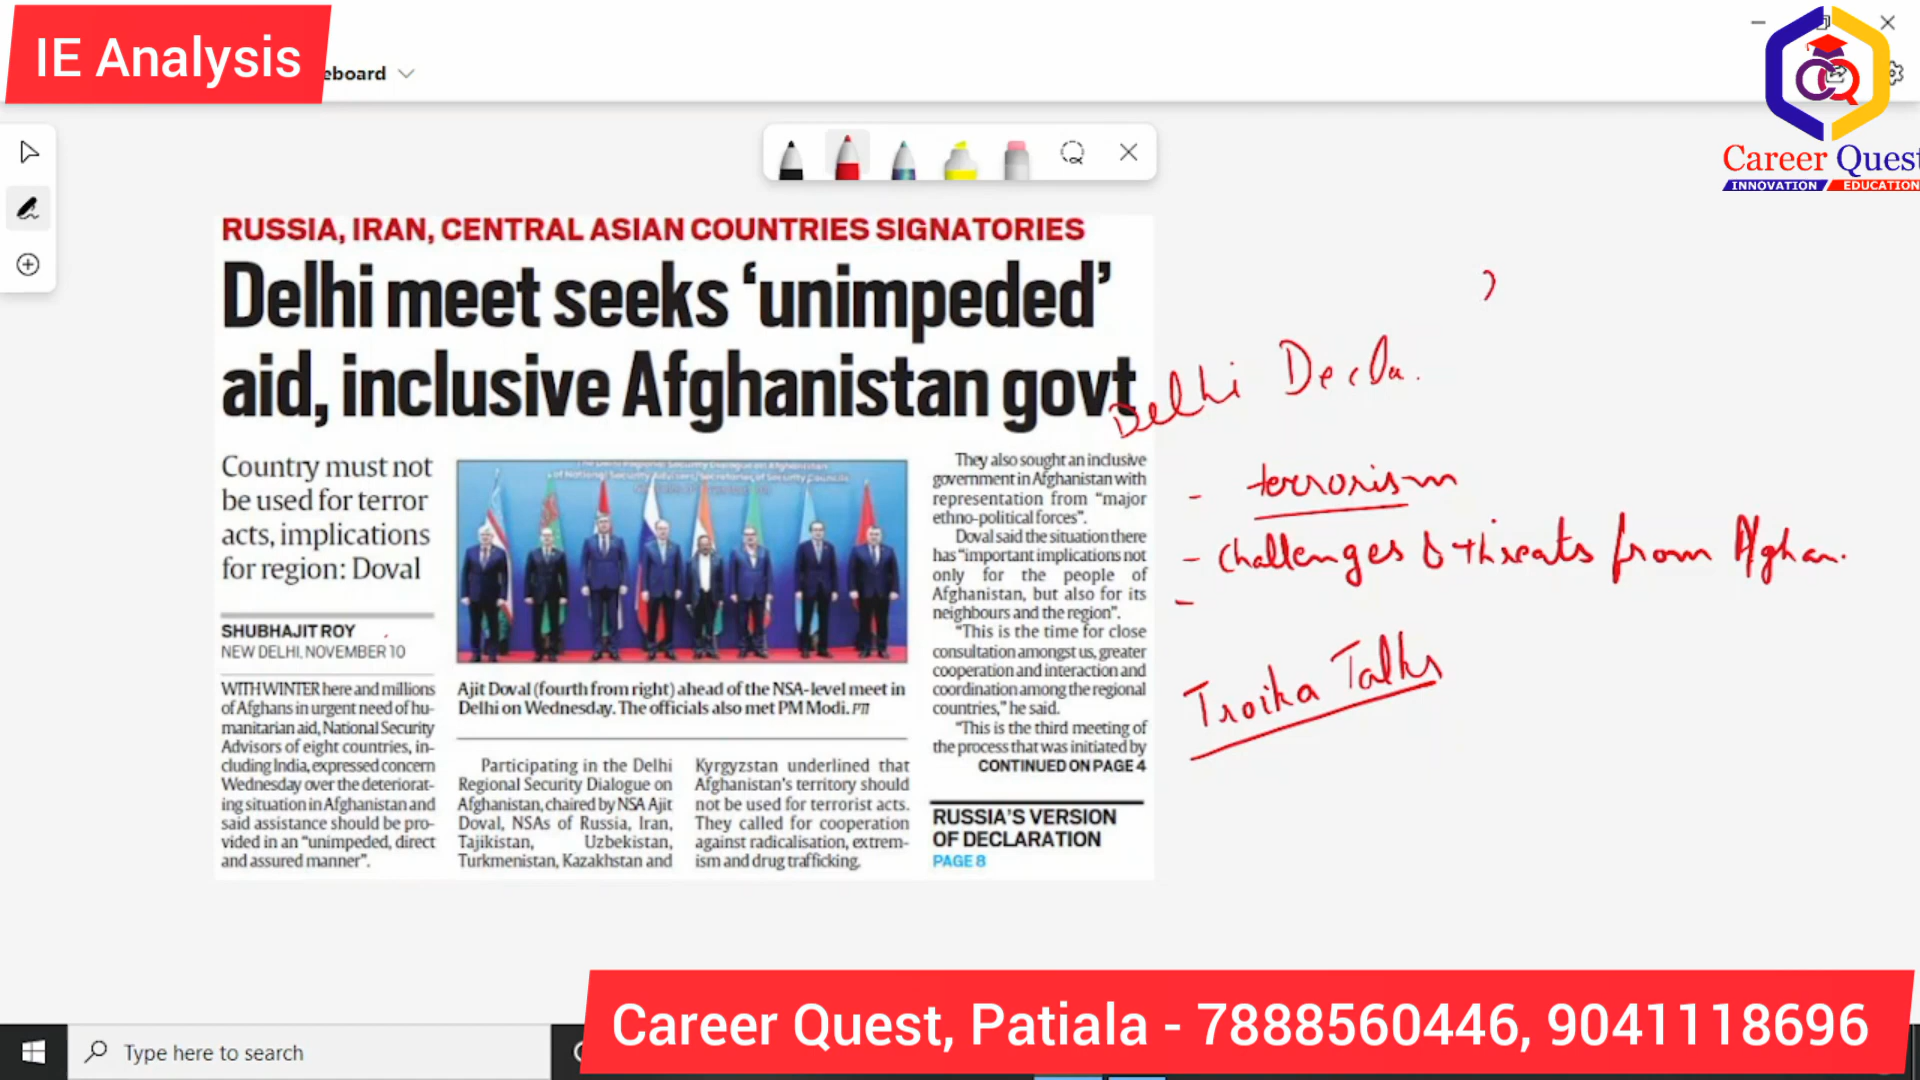 IE Analysis
eboard
Career Quest
INNOVATION EDUCATION
RUSSIA, IRAN, CENTRAL ASIAN COUNTRIES SIGNATORIES
Delhi meet seeks ‘unimpeded’
aid, inclusive Afghanistan govt
Country must not
be used for terror
acts, implications
for region: Doval
SHUBHAJIT ROY
NEW DELHI, NOVEMBER 10
WITH WINTER here and millions
of Afghans in urgent need of hu-
manitarian aid, National Security
Advisors of eight countries, in-
cluding India, expressed concern
Wednesday over the deteriorat-
ing situation in Afghanistan and
said assistance should be pro-
vided in an “unimpeded, direct
and assured manner”.
Ajit Doval (fourth from right) ahead of the NSA-level meet in
Delhi on Wednesday. The officials also met PM Modi. PTI
Participating in the Delhi
Regional Security Dialogue on
Afghanistan, chaired by NSA Ajit
Doval, NSAs of Russia, Iran,
Tajikistan, Uzbekistan,
Turkmenistan, Kazakhstan and
Kyrgyzstan underlined that
Afghanistan's territory should
not be used for terrorist acts.
They called for cooperation
against radicalisation, extrem-
ism and drug trafficking.
They also sought an inclusive
government in Afghanistan with
representation from “major
ethno-political forces”.
Doval said the situation there
has “important implications not
only for the people of
Afghanistan, but also for its
neighbours and the region”.
“This is the time for close
consultation amongst us, greater
cooperation and interaction and
coordination among the regional
countries,” he said.
“This is the third meeting of
the process that was initiated by
CONTINUED ON PAGE 4
RUSSIA'S VERSION
OF DECLARATION
PAGE 8
Delhi Decla.
- terrorism
- challenges & threats from Afghan.
-
Troika Talks
Type here to search
Career Quest, Patiala - 7888560446, 9041118696